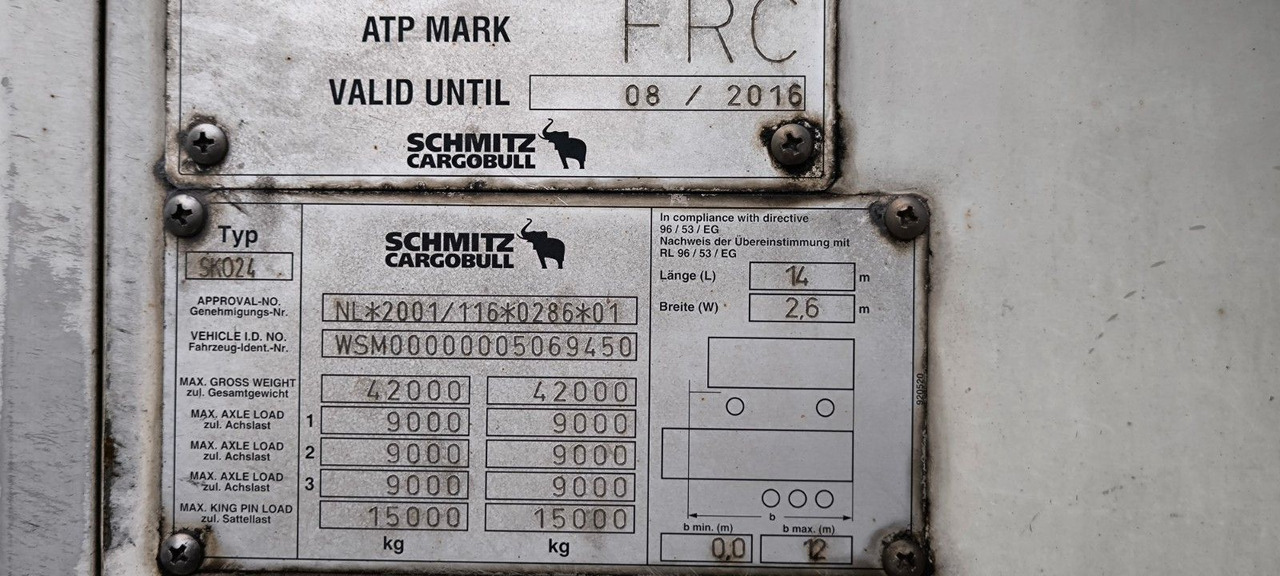 ATP MARK FRC
VALID UNTIL 08 / 2016
SCHMITZ
CARGOBULL
Typ
SKO24
SCHMITZ
CARGOBULL
APPROVAL-NO.
Genehmigungs-Nr.
NL*2001/116*0286*01
VEHICLE I.D. NO.
Fahrzeug-Ident.-Nr.
WSM00000005069450
MAX. GROSS WEIGHT
zul. Gesamtgewicht
42000 42000
MAX. AXLE LOAD
zul. Achslast
1 9000 9000
MAX. AXLE LOAD
zul. Achslast
2 9000 9000
MAX. AXLE LOAD
zul. Achslast
3 9000 9000
MAX. KING PIN LOAD
zul. Sattellast
15000 15000
kg kg
In compliance with directive
96 / 53 / EG
Nachweis der Übereinstimmung mit
RL 96 / 53 / EG
Länge (L) 14 m
Breite (W) 2,6 m
b
b min. (m) b max. (m)
0,0 12
920520